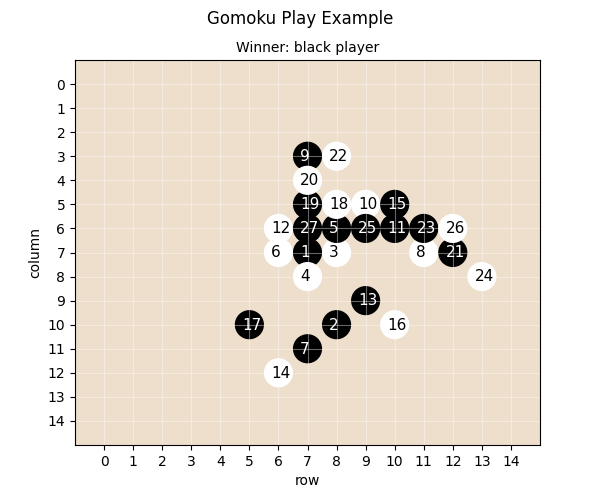 Gomoku Play Example
Winner: black player
0
1
2
3 9 22
4 20
5 19 18 10 15
6 12 27 5 25 11 23 26
7 6 1 3 8 21
8 4 24
9 13
10 17 2 16
11 7
12 14
13
14
column
0 1 2 3 4 5 6 7 8 9 10 11 12 13 14
row